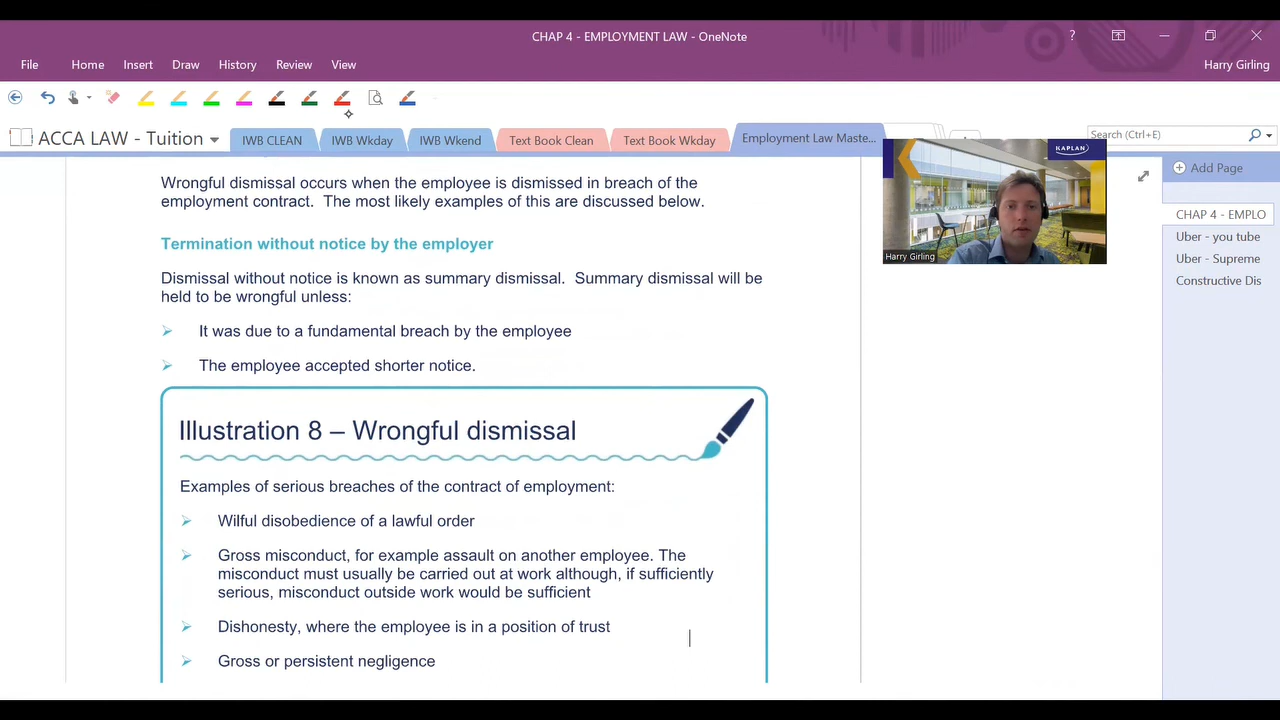 CHAP 4 - EMPLOYMENT LAW - OneNote
?
File Home Insert Draw History Review View
Harry Girling
ACCA LAW - Tuition
IWB CLEAN
IWB Wkday
IWB Wkend
Text Book Clean
Text Book Wkday
Employment Law Maste...
Search (Ctrl+E)
KAPLAN
Harry Girling
Add Page
CHAP 4 - EMPLO
Uber - you tube
Uber - Supreme
Constructive Dis
Wrongful dismissal occurs when the employee is dismissed in breach of the
employment contract. The most likely examples of this are discussed below.
Termination without notice by the employer
Dismissal without notice is known as summary dismissal. Summary dismissal will be
held to be wrongful unless:
It was due to a fundamental breach by the employee
The employee accepted shorter notice.
Illustration 8 – Wrongful dismissal
Examples of serious breaches of the contract of employment:
Wilful disobedience of a lawful order
Gross misconduct, for example assault on another employee. The
misconduct must usually be carried out at work although, if sufficiently
serious, misconduct outside work would be sufficient
Dishonesty, where the employee is in a position of trust
Gross or persistent negligence